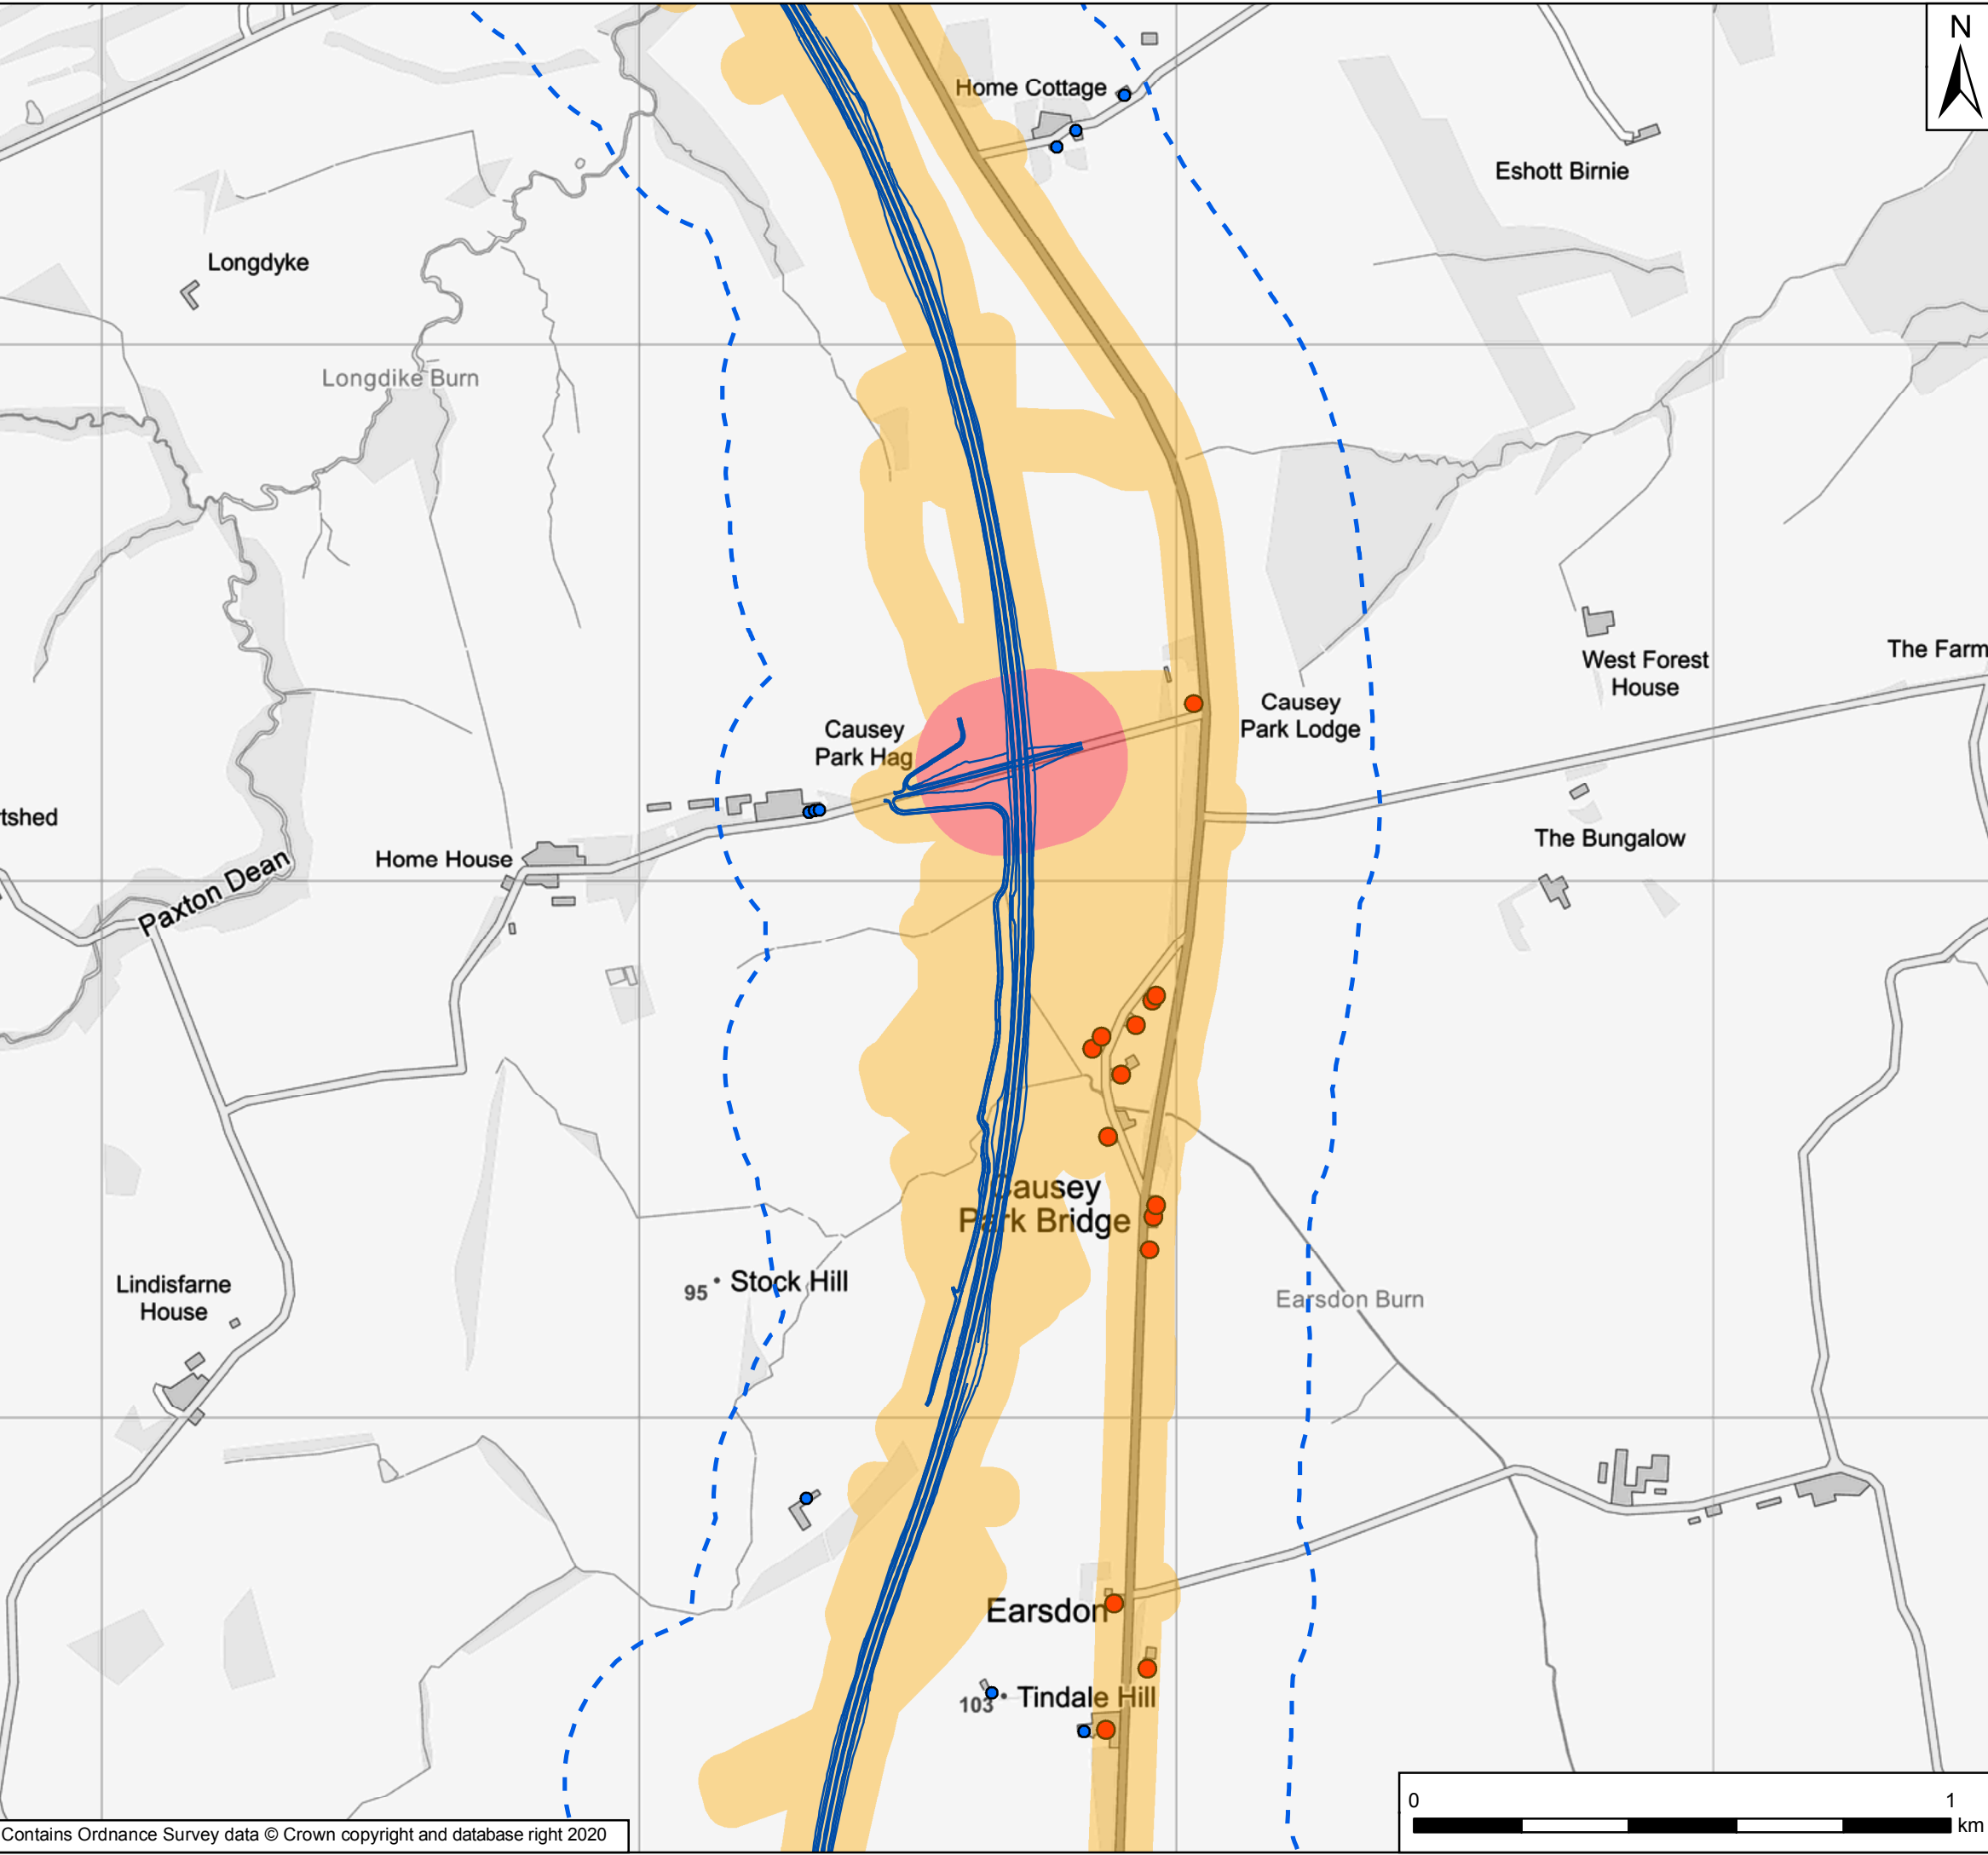 N
Home Cottage
Eshott Birnie
Longdyke
Longdike Burn
West Forest
House
The Farm
Causey
Park Lodge
Causey
Park Hag
tshed
The Bungalow
Home House
Paxton Dean
Causey
Park Bridge
95 Stock Hill
Lindisfarne
House
Earsdon Burn
Earsdon
103 Tindale Hill
0 1
km
Contains Ordnance Survey data © Crown copyright and database right 2020